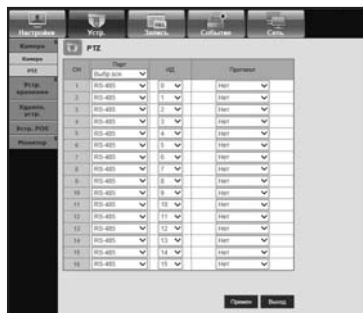 Настройки Устр. Запись Событие Сеть
Камера PTZ
Камера
PTZ
Устр. хранения
Удален. устр.
Устр. POS
Монитор
CH Порт ИД Протокол
Выбр все
1 RS-485 0 Нет
2 RS-485 1 Нет
3 RS-485 2 Нет
4 RS-485 3 Нет
5 RS-485 4 Нет
6 RS-485 5 Нет
7 RS-485 6 Нет
8 RS-485 7 Нет
9 RS-485 8 Нет
10 RS-485 9 Нет
11 RS-485 10 Нет
12 RS-485 11 Нет
13 RS-485 12 Нет
14 RS-485 13 Нет
15 RS-485 14 Нет
16 RS-485 15 Нет
Примен Выход